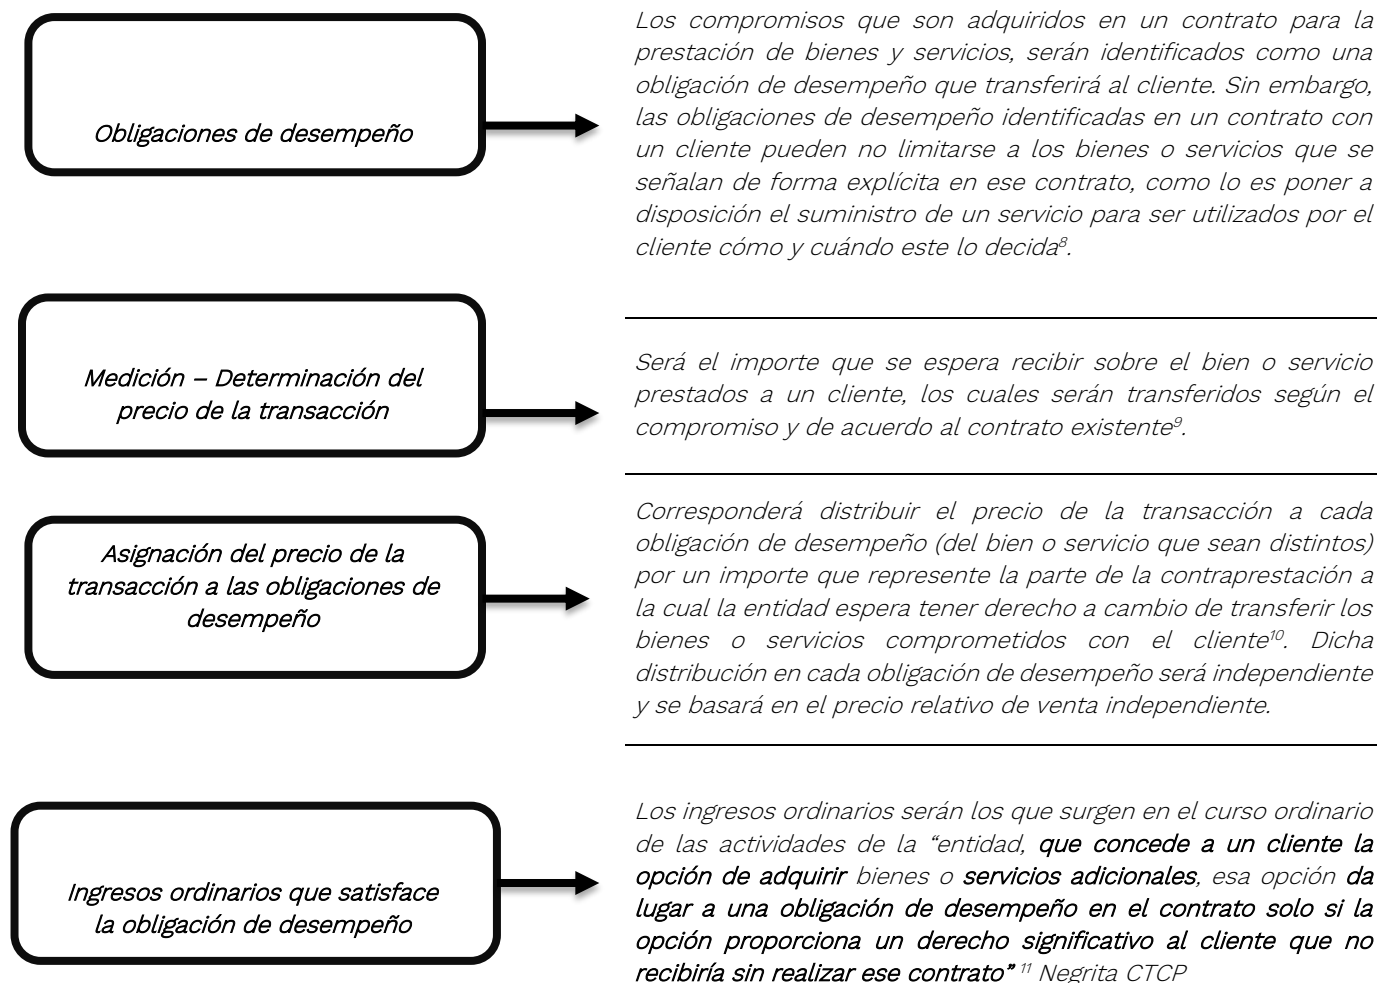 Obligaciones de desempeño
Los compromisos que son adquiridos en un contrato para la
prestación de bienes y servicios, serán identificados como una
obligación de desempeño que transferirá al cliente. Sin embargo,
las obligaciones de desempeño identificadas en un contrato con
un cliente pueden no limitarse a los bienes o servicios que se
señalan de forma explícita en ese contrato, como lo es poner a
disposición el suministro de un servicio para ser utilizados por el
cliente cómo y cuándo este lo decida⁸.
Medición – Determinación del
precio de la transacción
Será el importe que se espera recibir sobre el bien o servicio
prestados a un cliente, los cuales serán transferidos según el
compromiso y de acuerdo al contrato existente⁹.
Asignación del precio de la
transacción a las obligaciones de
desempeño
Corresponderá distribuir el precio de la transacción a cada
obligación de desempeño (del bien o servicio que sean distintos)
por un importe que represente la parte de la contraprestación a
la cual la entidad espera tener derecho a cambio de transferir los
bienes o servicios comprometidos con el cliente¹⁰. Dicha
distribución en cada obligación de desempeño será independiente
y se basará en el precio relativo de venta independiente.
Ingresos ordinarios que satisface
la obligación de desempeño
Los ingresos ordinarios serán los que surgen en el curso ordinario
de las actividades de la “entidad, que concede a un cliente la
opción de adquirir bienes o servicios adicionales, esa opción da
lugar a una obligación de desempeño en el contrato solo si la
opción proporciona un derecho significativo al cliente que no
recibiría sin realizar ese contrato” ¹¹ Negrita CTCP